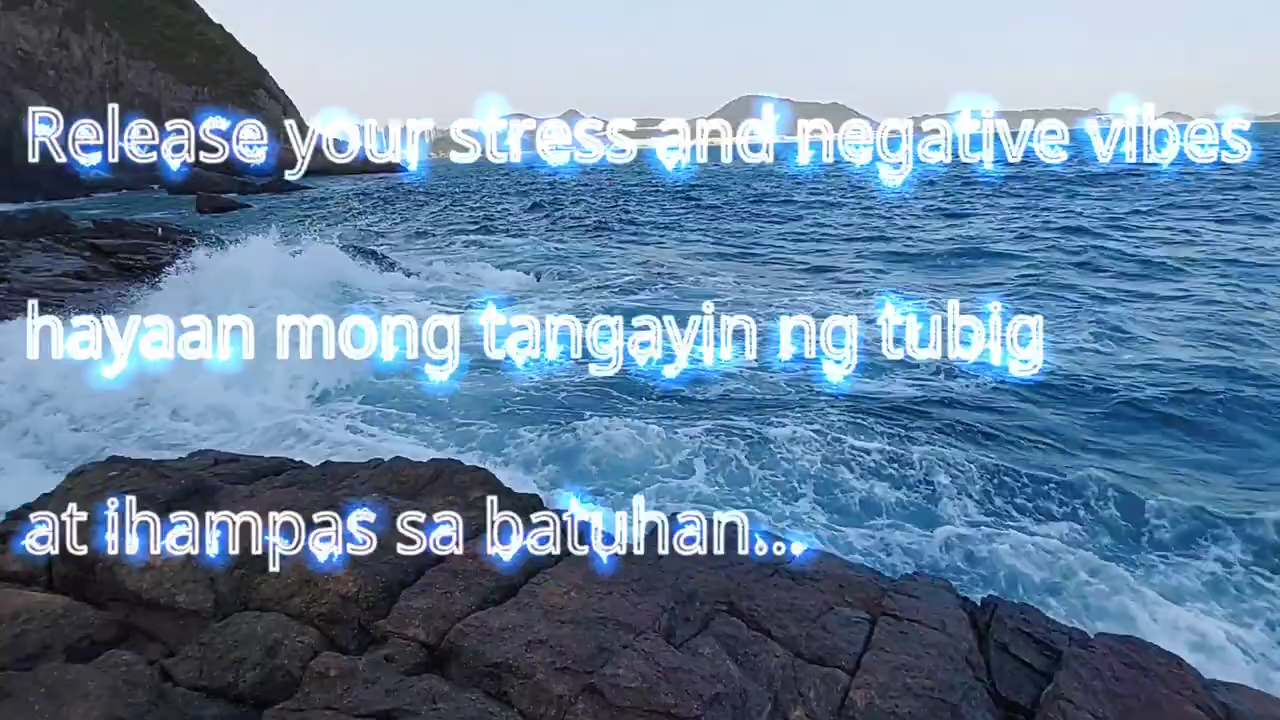 Release your stress and negative vibes
hayaan mong tangayin ng tubig
at ihampas sa batuhan...